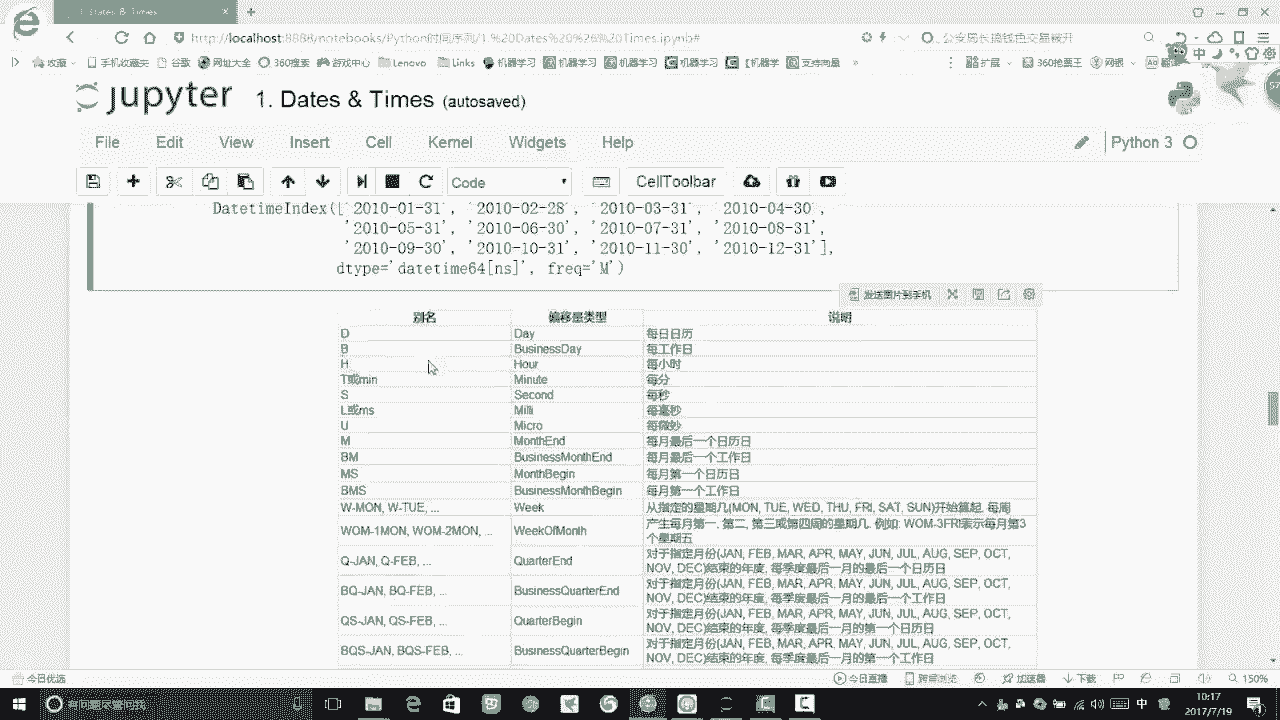 1. Dates & Times
http://localhost:8888/notebooks/Python时间序列/1.%20Dates%20%26%20Times.ipynb#
收藏 手机收藏夹 谷歌 网址大全 360搜索 游戏中心 Lenovo Links 机器学习 机器学习 机器学习 机器学习 【机器学 支持向量 » 扩展 360抢票王 网银
jupyter 1. Dates & Times (autosaved)
File Edit View Insert Cell Kernel Widgets Help Python 3
Code CellToolbar
DatetimeIndex(['2010-01-31', '2010-02-28', '2010-03-31', '2010-04-30',
'2010-05-31', '2010-06-30', '2010-07-31', '2010-08-31',
'2010-09-30', '2010-10-31', '2010-11-30', '2010-12-31'],
dtype='datetime64[ns]', freq='M')
发送图片到手机
别名 偏移量类型 说明
D Day 每日日历
B BusinessDay 每工作日
H Hour 每小时
T或min Minute 每分
S Second 每秒
L或ms Milli 每毫秒
U Micro 每微妙
M MonthEnd 每月最后一个日历日
BM BusinessMonthEnd 每月最后一个工作日
MS MonthBegin 每月第一个日历日
BMS BusinessMonthBegin 每月第一个工作日
W-MON, W-TUE, ... Week 从指定的星期几(MON, TUE, WED, THU, FRI, SAT, SUN)开始算起, 每周
WOM-1MON, WOM-2MON, ... WeekOfMonth 产生每月第一, 第二, 第三或第四周的星期几, 例如: WOM-3FRI表示每月第3
个星期五
Q-JAN, Q-FEB, ... QuarterEnd 对于指定月份(JAN, FEB, MAR, APR, MAY, JUN, JUL, AUG, SEP, OCT,
NOV, DEC)结束的年度, 每季度最后一月的最后一个日历日
BQ-JAN, BQ-FEB, ... BusinessQuarterEnd 对于指定月份(JAN, FEB, MAR, APR, MAY, JUN, JUL, AUG, SEP, OCT,
NOV, DEC)结束的年度, 每季度最后一月的最后一个工作日
QS-JAN, QS-FEB, ... QuarterBegin 对于指定月份(JAN, FEB, MAR, APR, MAY, JUN, JUL, AUG, SEP, OCT,
NOV, DEC)结束的年度, 每季度最后一月的第一个日历日
BQS-JAN, BQS-FEB, ... BusinessQuarterBegin 对于指定月份(JAN, FEB, MAR, APR, MAY, JUN, JUL, AUG, SEP, OCT,
NOV, DEC)结束的年度, 每季度最后一月的第一个工作日
今日优选 今日直播 跨屏浏览 加速器 下载 150%
中 10:17
2017/7/19